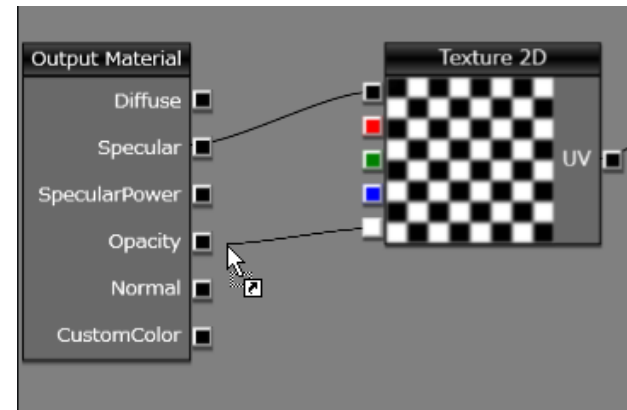 Output Material
Diffuse
Specular
SpecularPower
Opacity
Normal
CustomColor
Texture 2D
UV